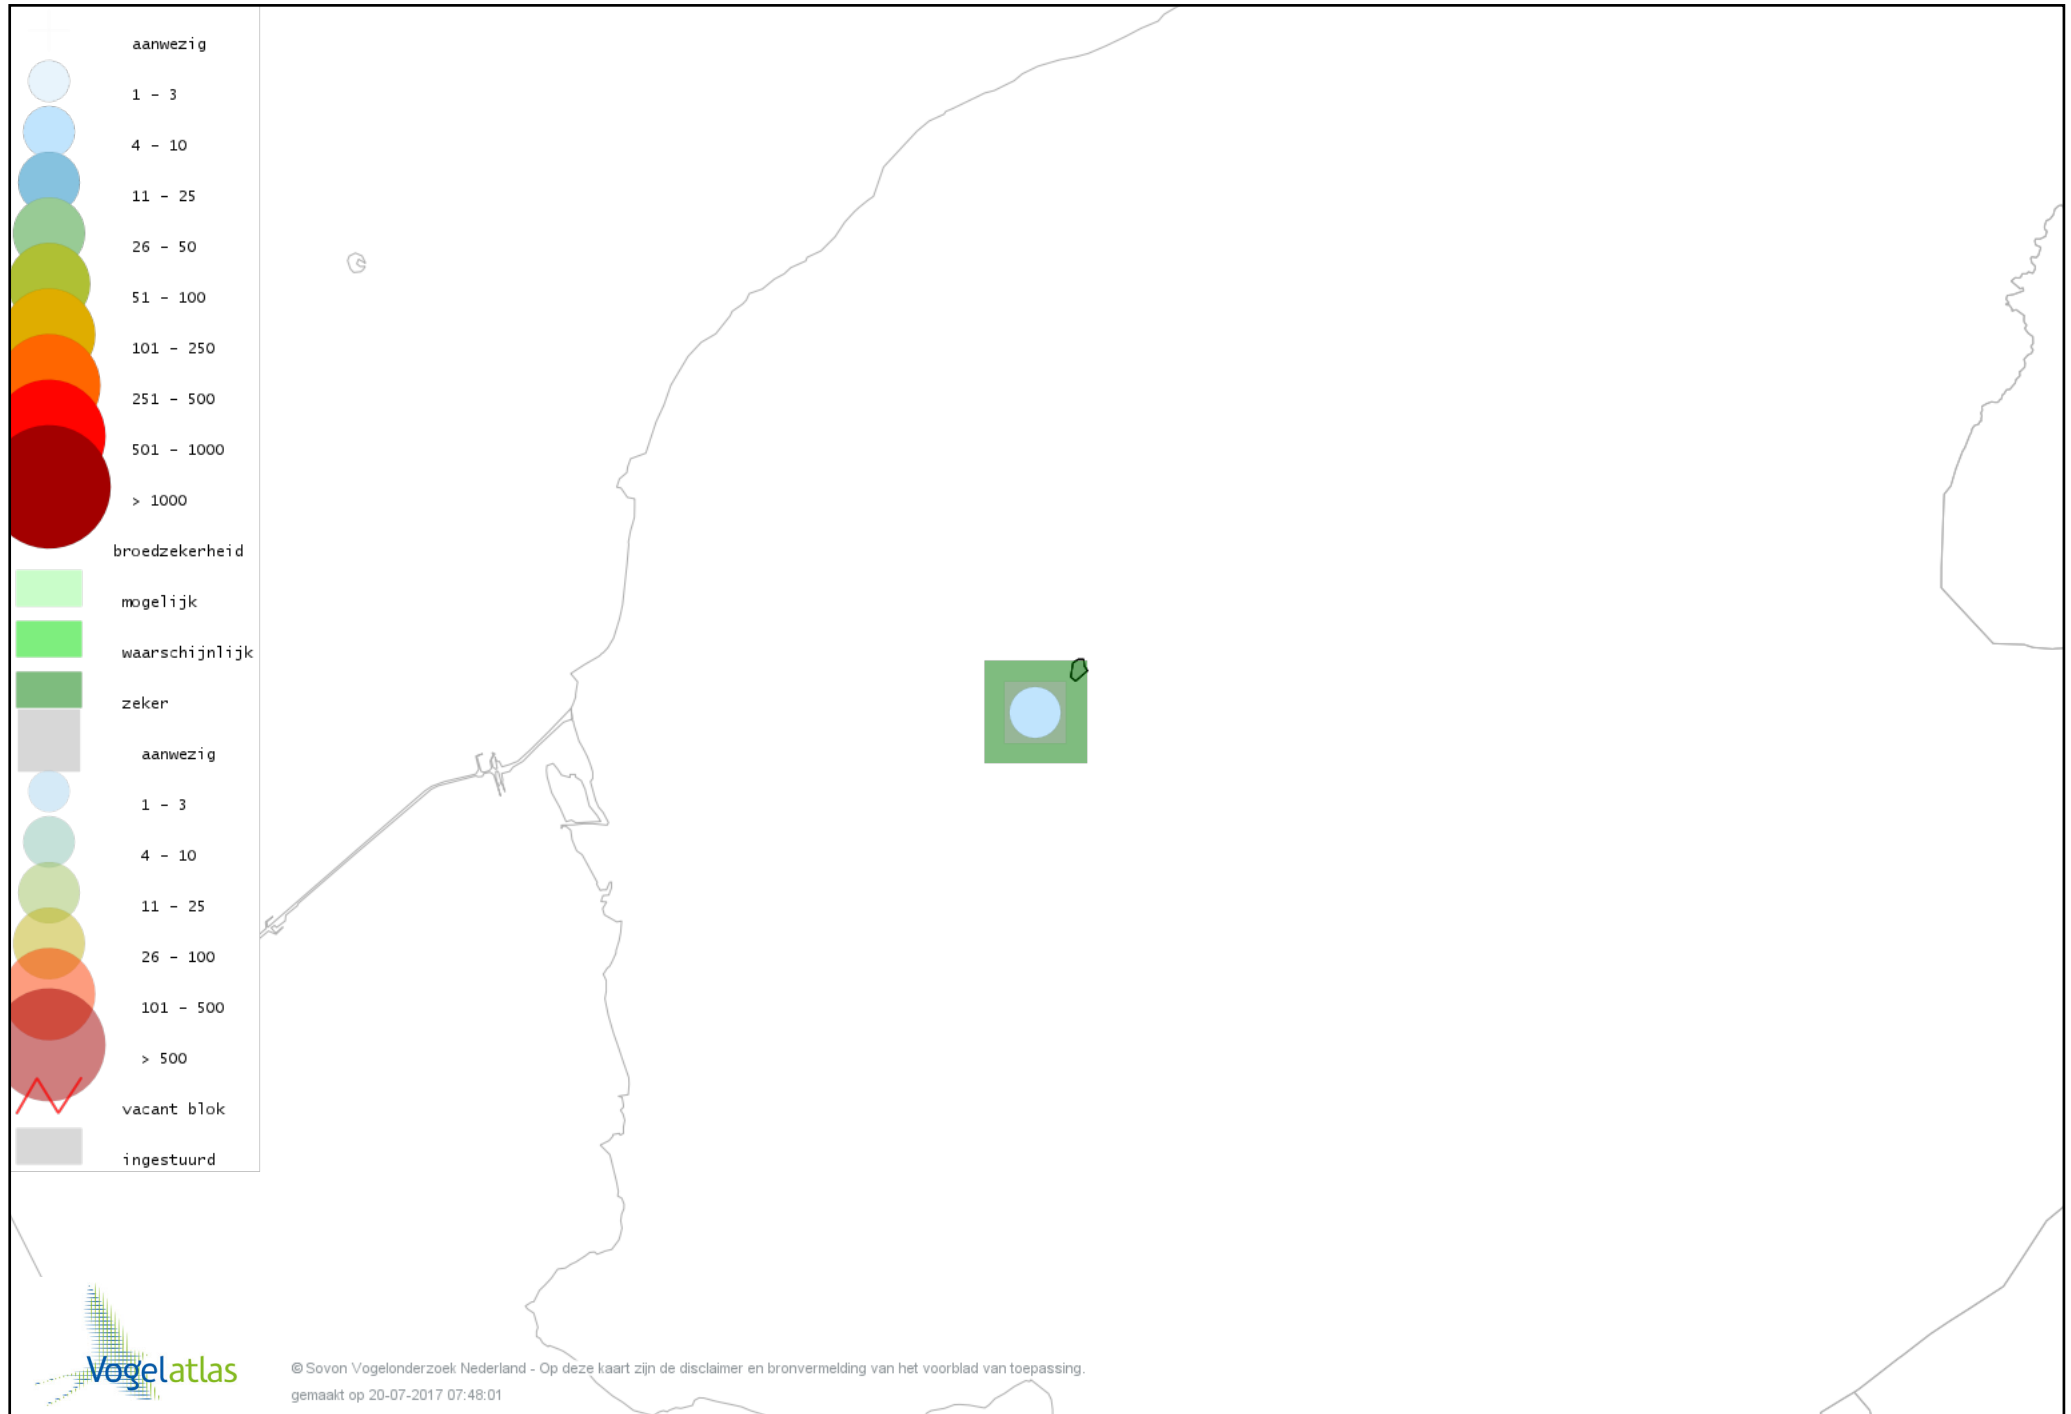 aanwezig
1 - 3
4 - 10
11 - 25
26 - 50
51 - 100
101 - 250
251 - 500
501 - 1000
> 1000
broedzekerheid
mogelijk
waarschijnlijk
zeker
aanwezig
1 - 3
4 - 10
11 - 25
26 - 100
101 - 500
> 500
vacant blok
ingestuurd
Vogelatlas
© Sovon Vogelonderzoek Nederland - Op deze kaart zijn de disclaimer en bronvermelding van het voorblad van toepassing.
gemaakt op 20-07-2017 07:48:01